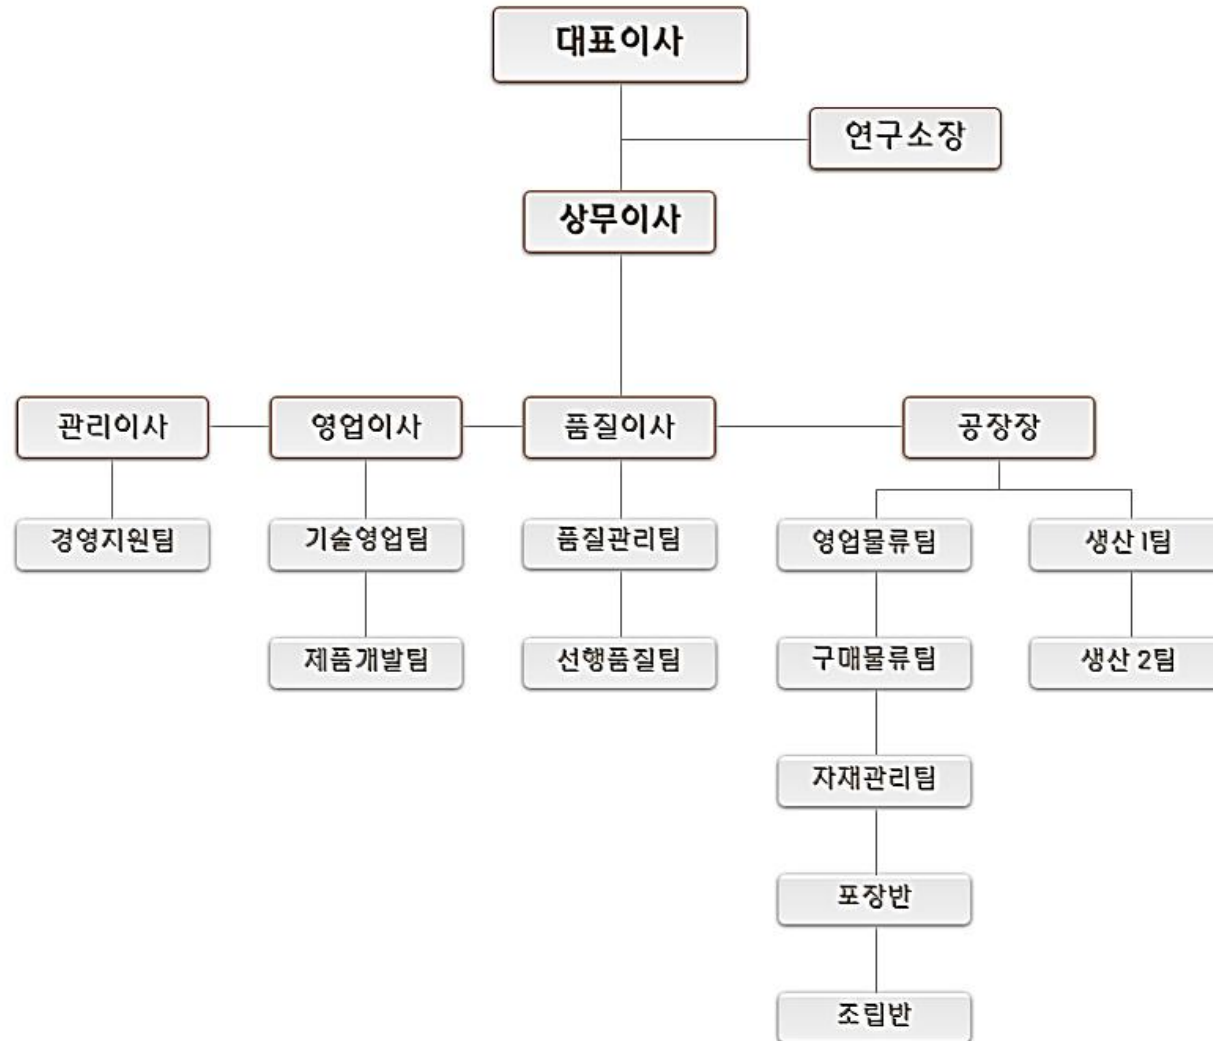 대표이사
연구소장
상무이사
관리이사
영업이사
품질이사
공장장
경영지원팀
기술영업팀
품질관리팀
영업물류팀
생산 1팀
제품개발팀
선행품질팀
구매물류팀
생산 2팀
자재관리팀
포장반
조립반